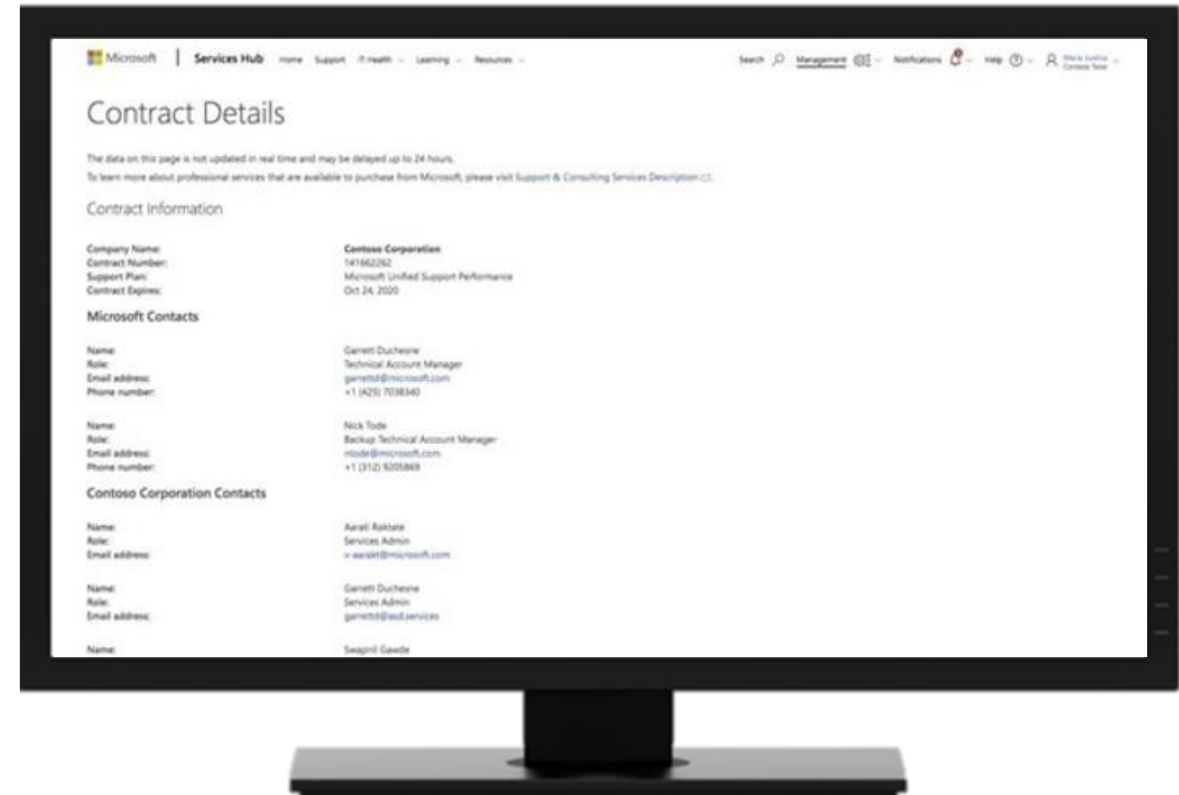 Microsoft | Services Hub Home Support IT Health Learning Resources Search Management Notifications Help
Contoso
Contract Details
The data on this page is not updated in real time and may be delayed up to 24 hours.
To learn more about professional services that are available to purchase from Microsoft, please visit Support & Consulting Services Description.
Contract Information
Company Name: Contoso Corporation
Contract Number: 141662262
Support Plan: Microsoft Unified Support Performance
Contract Expires: Oct 24, 2020
Microsoft Contacts
Name: Garrett Duchesne
Role: Technical Account Manager
Email address: garrettd@microsoft.com
Phone number: +1 (425) 7038340
Name: Nick Tode
Role: Backup Technical Account Manager
Email address: ntode@microsoft.com
Phone number: +1 (312) 9205869
Contoso Corporation Contacts
Name: Aarati Raktate
Role: Services Admin
Email address: v-aarakt@microsoft.com
Name: Garrett Duchesne
Role: Services Admin
Email address:
Name: Swapnil Gawde